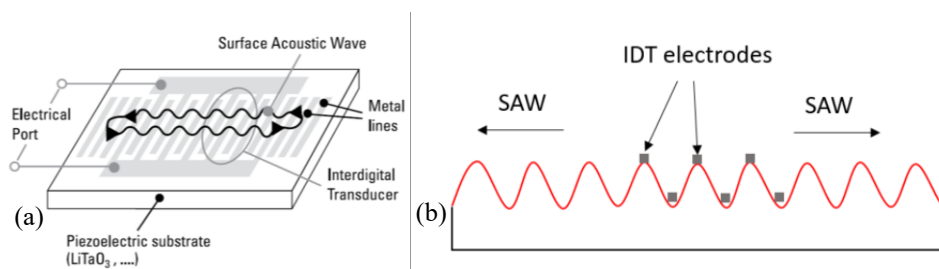 Surface Acoustic Wave
Electrical
Port
Metal
lines
Interdigital
Transducer
(a)
Piezoelectric substrate
(LiTaO3, ....)
IDT electrodes
SAW
SAW
(b)